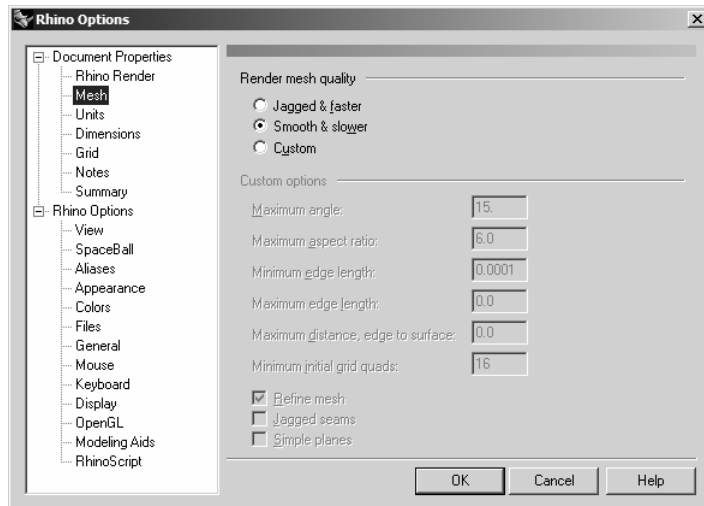 Rhino Options
Document Properties
Rhino Render
Mesh
Units
Dimensions
Grid
Notes
Summary
Rhino Options
View
SpaceBall
Aliases
Appearance
Colors
Files
General
Mouse
Keyboard
Display
OpenGL
Modeling Aids
RhinoScript
Render mesh quality
Jagged & faster
Smooth & slower
Custom
Custom options
Maximum angle: 15.
Maximum aspect ratio: 6.0
Minimum edge length: 0.0001
Maximum edge length: 0.0
Maximum distance, edge to surface: 0.0
Minimum initial grid quads: 16
Refine mesh
Jagged seams
Simple planes
OK Cancel Help